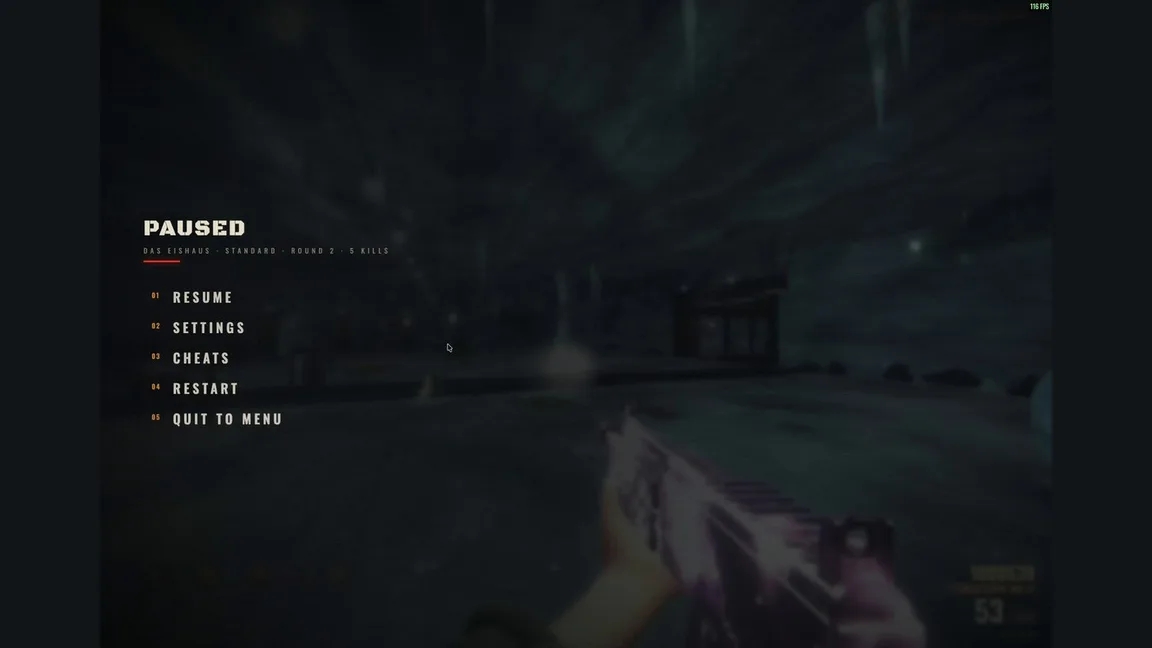 116 FPS
PAUSED
DAS EISHAUS · STANDARD · ROUND 2 · 5 KILLS
01 RESUME
02 SETTINGS
03 CHEATS
04 RESTART
05 QUIT TO MENU
53